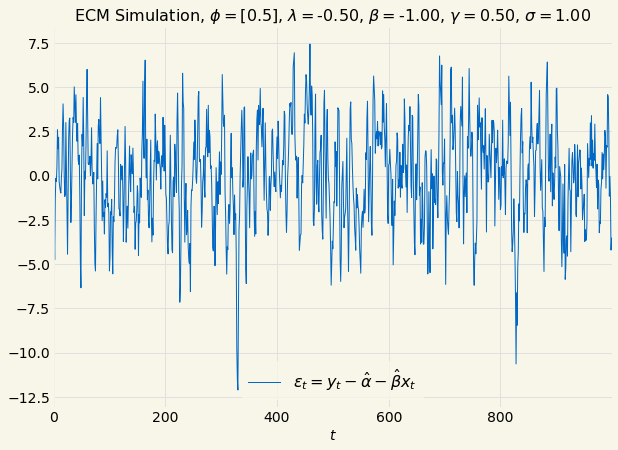 ECM Simulation, ϕ = [0.5], λ = -0.50, β = -1.00, γ = 0.50, σ = 1.00
7.5
5.0
2.5
0.0
−2.5
−5.0
−7.5
−10.0
−12.5
εₜ = yₜ − α̂ − β̂xₜ
0 200 400 600 800
t